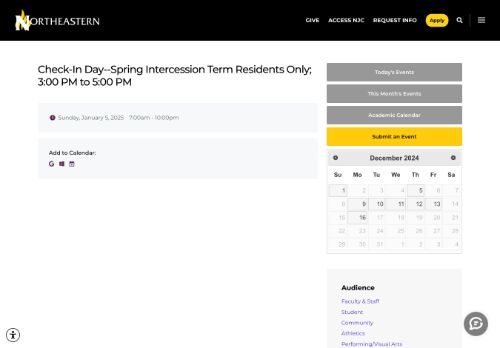 NORTHEASTERN
GIVE ACCESS NJC REQUEST INFO Apply
Check-In Day--Spring Intercession Term Residents Only;
3:00 PM to 5:00 PM
Sunday, January 5, 2025 7:00am - 10:00pm
Add to Calendar:
Today's Events
This Month's Events
Academic Calendar
Submit an Event
December 2024
Su Mo Tu We Th Fr Sa
1 2 3 4 5 6 7
8 9 10 11 12 13 14
15 16 17 18 19 20 21
22 23 24 25 26 27 28
29 30 31 1 2 3 4
Audience
Faculty & Staff
Student
Community
Athletics
Performing/Visual Arts